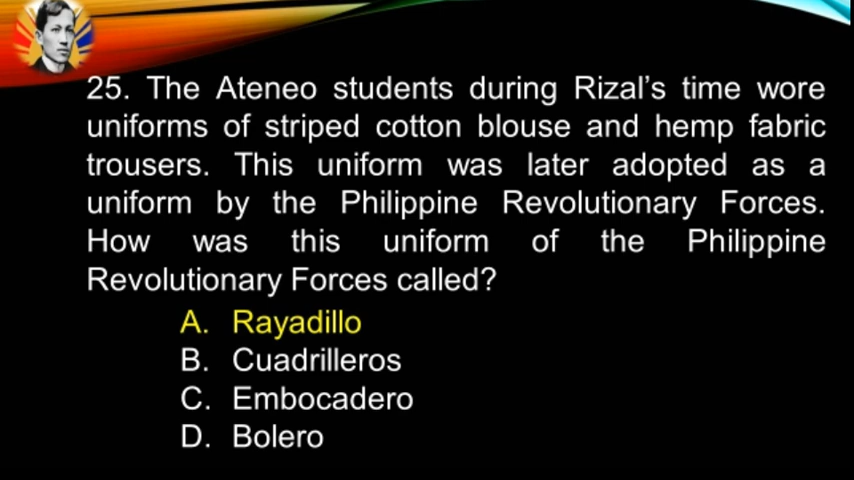 25. The Ateneo students during Rizal’s time wore
uniforms of striped cotton blouse and hemp fabric
trousers. This uniform was later adopted as a
uniform by the Philippine Revolutionary Forces.
How was this uniform of the Philippine
Revolutionary Forces called?
A. Rayadillo
B. Cuadrilleros
C. Embocadero
D. Bolero